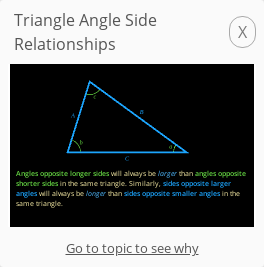 Triangle Angle Side
Relationships
X
c
A
B
b
a
C
Angles opposite longer sides will always be larger than angles opposite
shorter sides in the same triangle. Similarly, sides opposite larger
angles will always be longer than sides opposite smaller angles in the
same triangle.
Go to topic to see why